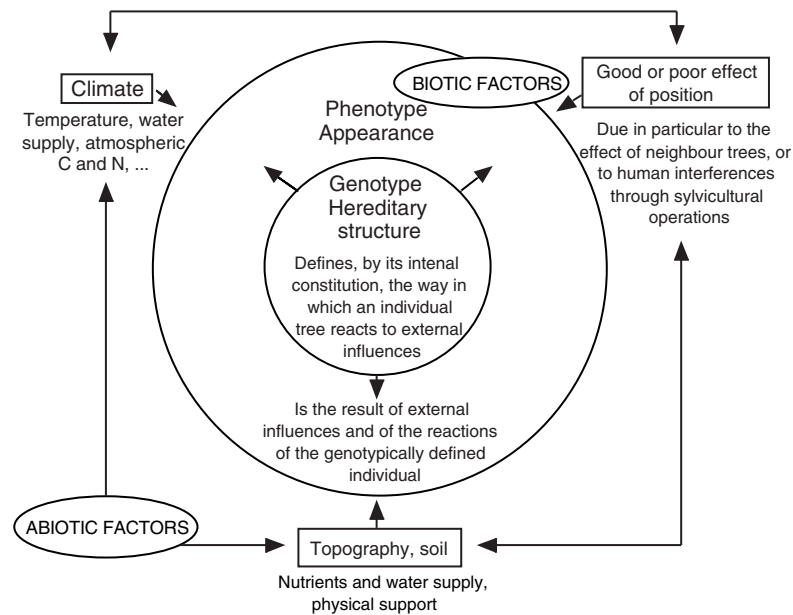 BIOTIC FACTORS
Good or poor effect
of position
Climate
Temperature, water
supply, atmospheric
C and N, ...
Phenotype
Appearance
Due in particular to the
effect of neighbour trees, or
to human interferences
through sylvicultural
operations
Genotype
Hereditary
structure
Defines, by its intenal
constitution, the way in
which an individual
tree reacts to external
influences
Is the result of external
influences and of the reactions
of the genotypically defined
individual
ABIOTIC FACTORS
Topography, soil
Nutrients and water supply,
physical support